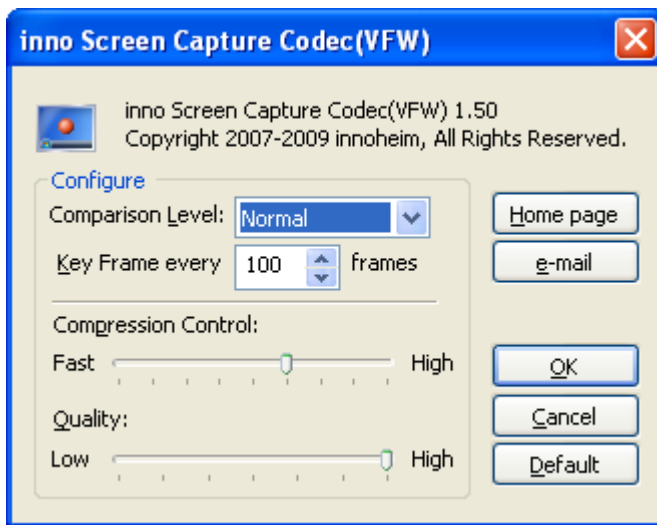 inno Screen Capture Codec(VFW)
inno Screen Capture Codec(VFW) 1.50
Copyright 2007-2009 innoheim, All Rights Reserved.
Configure
Comparison Level: Normal
Key Frame every 100 frames
Compression Control:
Fast High
Quality:
Low High
Home page
e-mail
OK
Cancel
Default